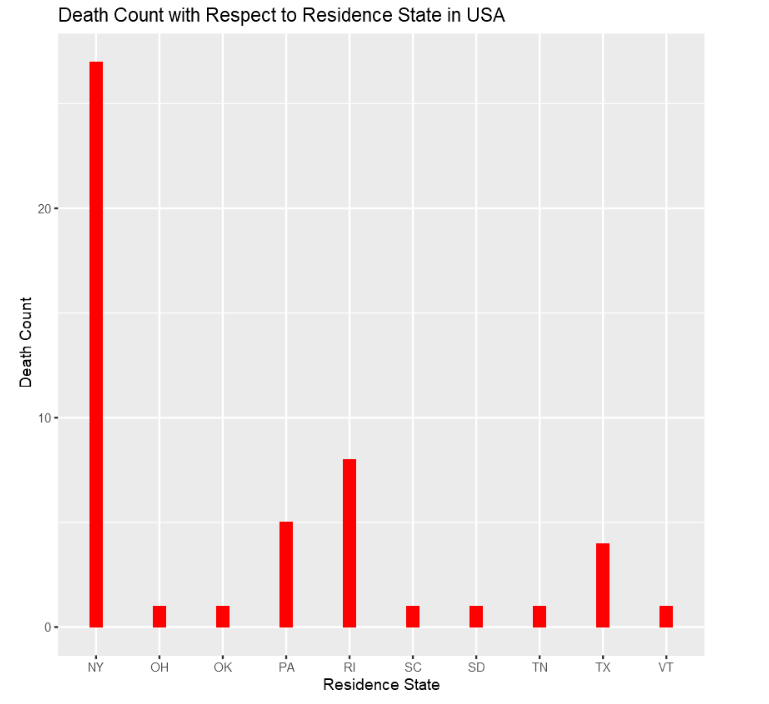 Death Count with Respect to Residence State in USA
Death Count
20
10
0
NY OH OK PA RI SC SD TN TX VT
Residence State